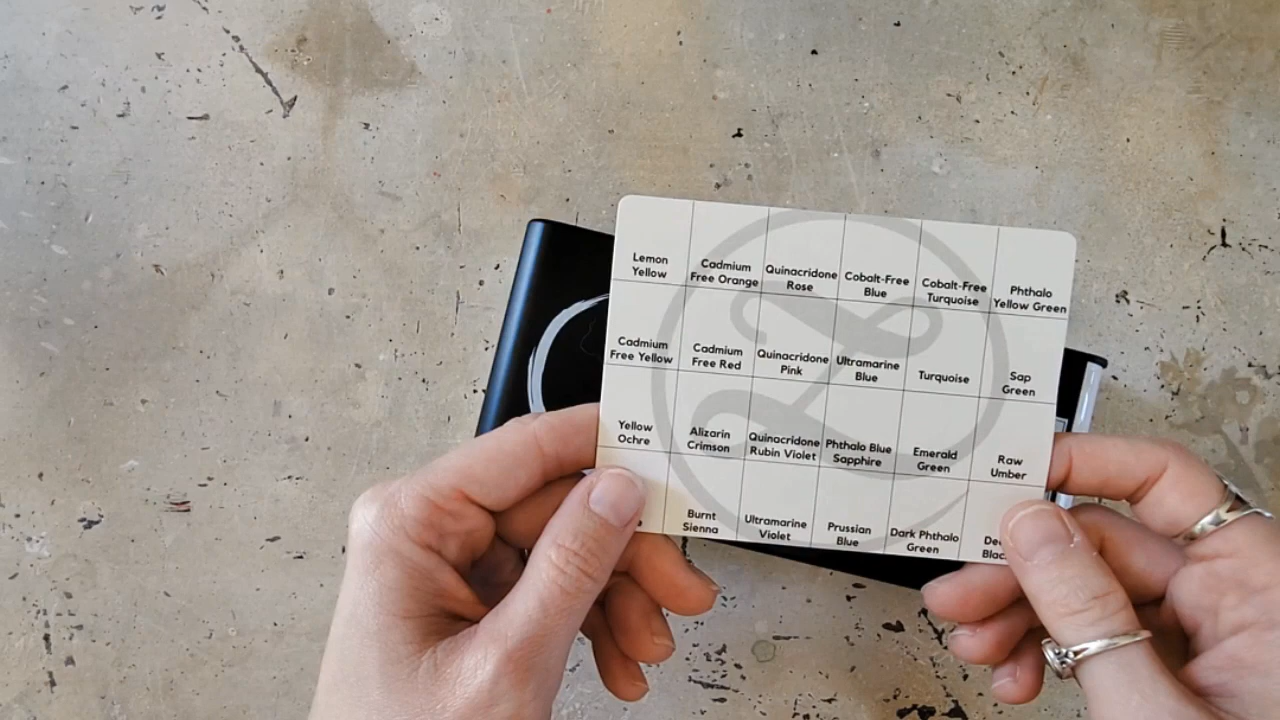 Lemon
Yellow
Cadmium
Free Orange
Quinacridone
Rose
Cobalt-Free
Blue
Cobalt-Free
Turquoise
Phthalo
Yellow Green
Cadmium
Free Yellow
Cadmium
Free Red
Quinacridone
Pink
Ultramarine
Blue
Turquoise
Sap
Green
Yellow
Ochre
Alizarin
Crimson
Quinacridone
Rubin Violet
Phthalo Blue
Sapphire
Emerald
Green
Raw
Umber
Burnt
Sienna
Ultramarine
Violet
Prussian
Blue
Dark Phthalo
Green